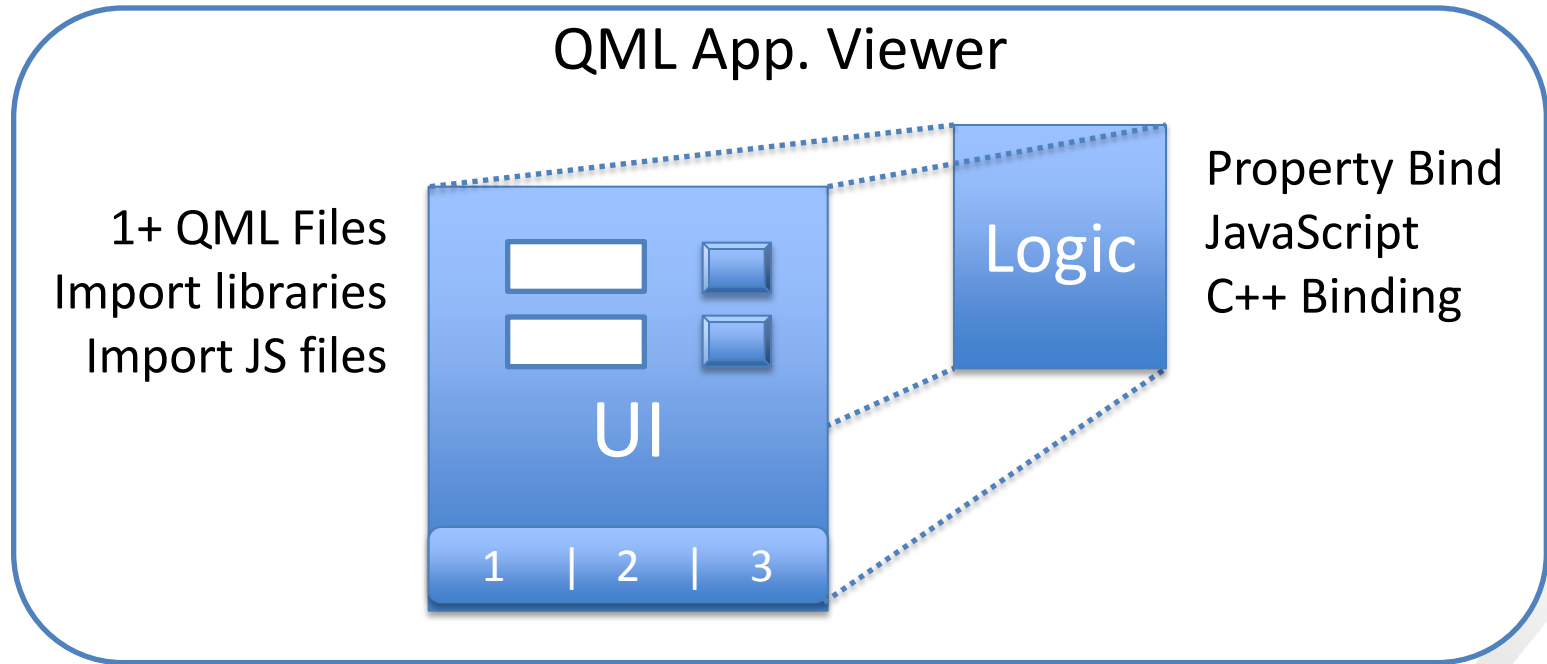 QML App. Viewer
1+ QML Files
Import libraries
Import JS files
UI
1 | 2 | 3
Logic
Property Bind
JavaScript
C++ Binding